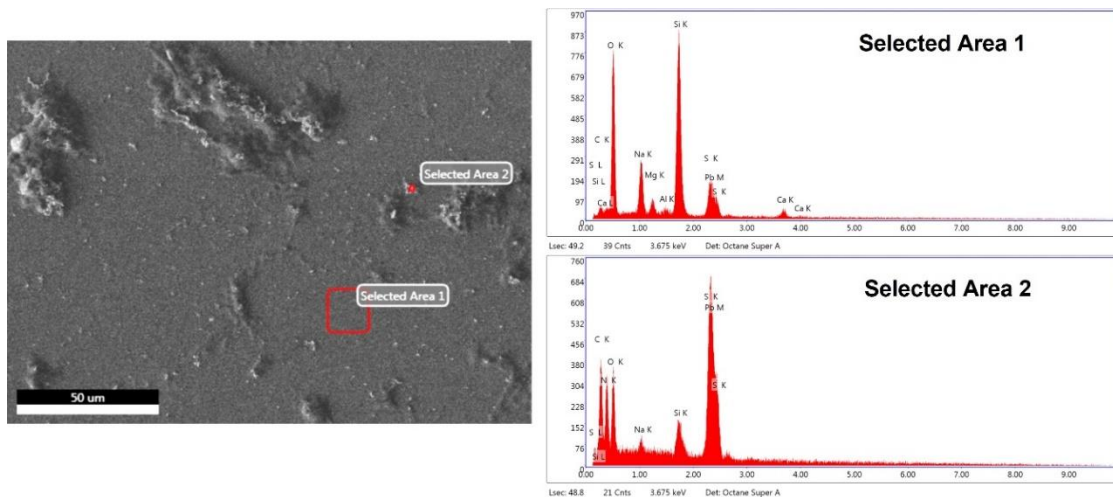 Selected Area 2
Selected Area 1
50 um
Selected Area 1
970
873
776
679
582
485
388
291
194
97
0
O K
Si K
C K
S L
Si L
Ca L
Na K
Mg K
Al K
S K
Pb M
S K
Ca K
Ca K
0.00 1.00 2.00 3.00 4.00 5.00 6.00 7.00 8.00 9.00
Lsec: 49.2 39 Cnts 3.675 keV Det: Octane Super A
Selected Area 2
760
684
608
532
456
380
304
228
152
76
0
C K
O K
N K
S L
Si L
Na K
Si K
S K
Pb M
S K
0.00 1.00 2.00 3.00 4.00 5.00 6.00 7.00 8.00 9.00
Lsec: 48.8 21 Cnts 3.675 keV Det: Octane Super A